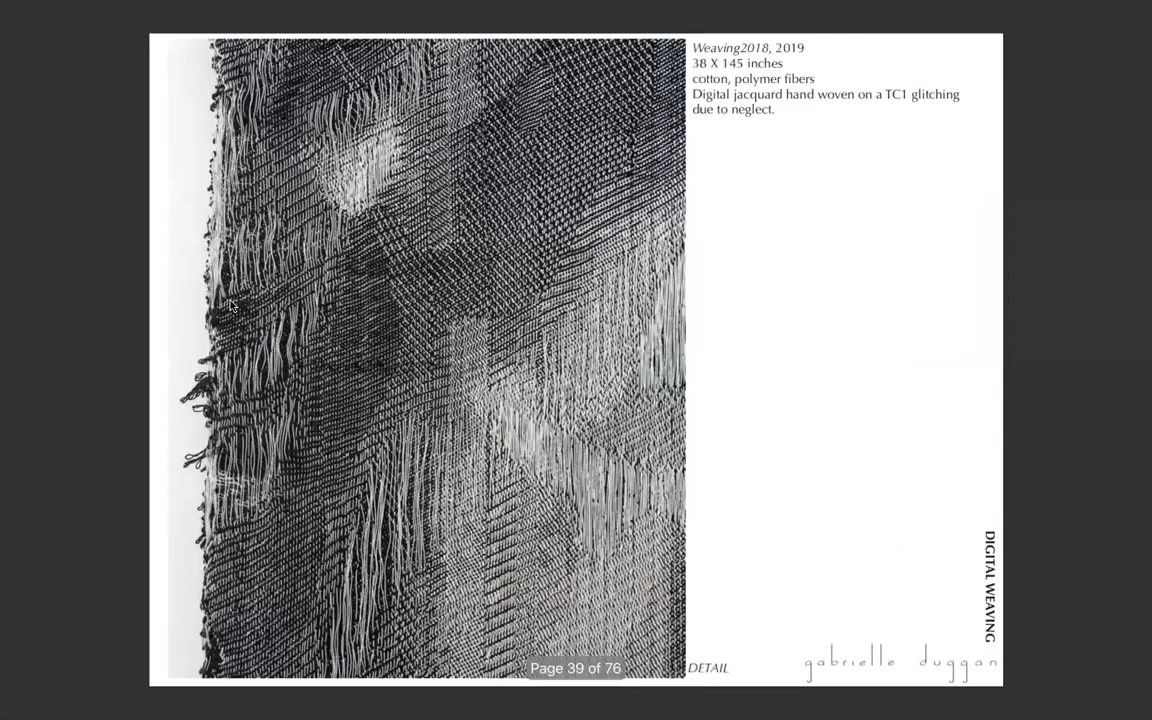 Weaving2018, 2019
38 X 145 inches
cotton, polymer fibers
Digital jacquard hand woven on a TC1 glitching
due to neglect.
DIGITAL WEAVING
Page 39 of 76
DETAIL
gabrielle duggan